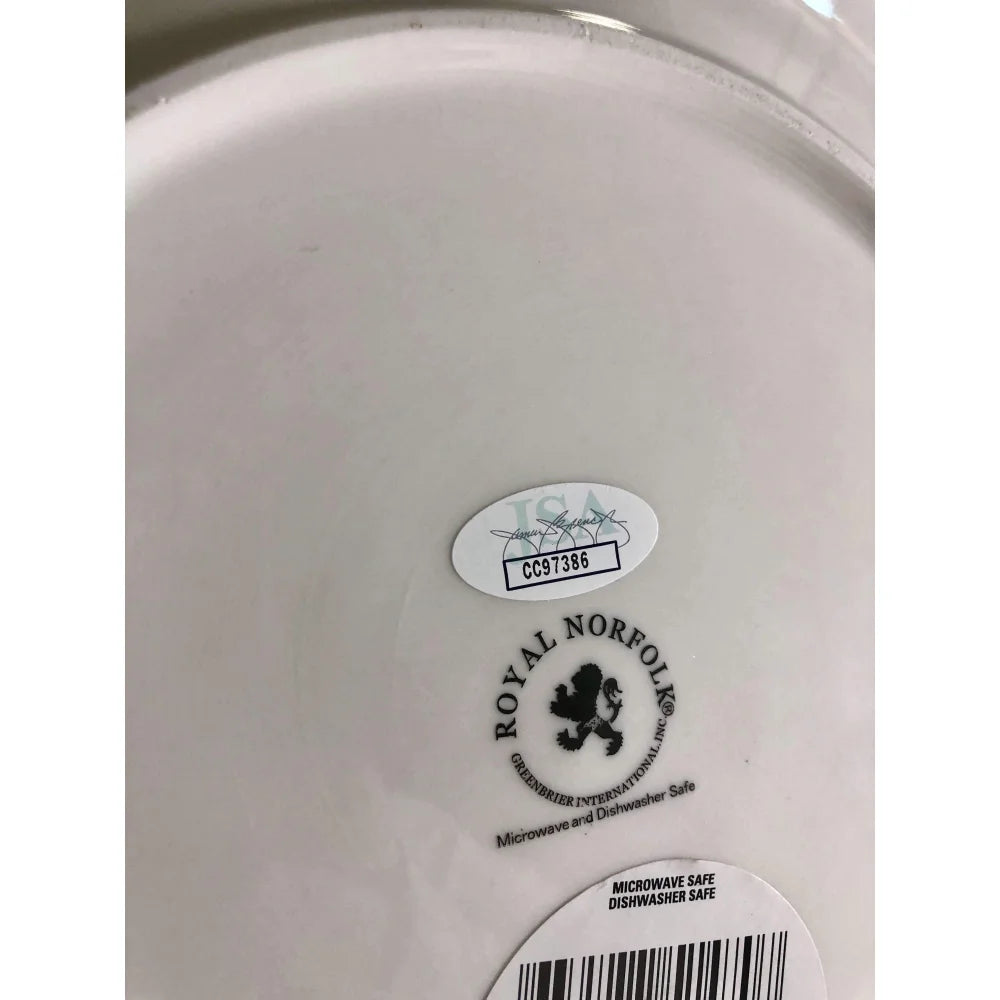 JSA
CC97386
ROYAL NORFOLK®
GREENBRIER INTERNATIONAL, INC.
Microwave and Dishwasher Safe
MICROWAVE SAFE
DISHWASHER SAFE